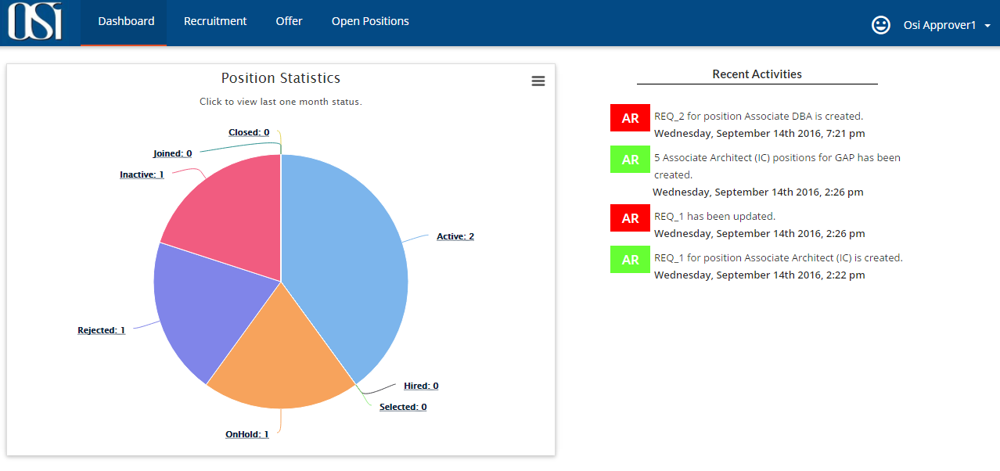 OSi
Dashboard
Recruitment
Offer
Open Positions
Osi Approver1
Position Statistics
Click to view last one month status.
Closed: 0
Joined: 0
Inactive: 1
Active: 2
Rejected: 1
Hired: 0
Selected: 0
OnHold: 1
Recent Activities
AR
REQ_2 for position Associate DBA is created.
Wednesday, September 14th 2016, 7:21 pm
AR
5 Associate Architect (IC) positions for GAP has been
created.
Wednesday, September 14th 2016, 2:26 pm
AR
REQ_1 has been updated.
Wednesday, September 14th 2016, 2:26 pm
AR
REQ_1 for position Associate Architect (IC) is created.
Wednesday, September 14th 2016, 2:22 pm